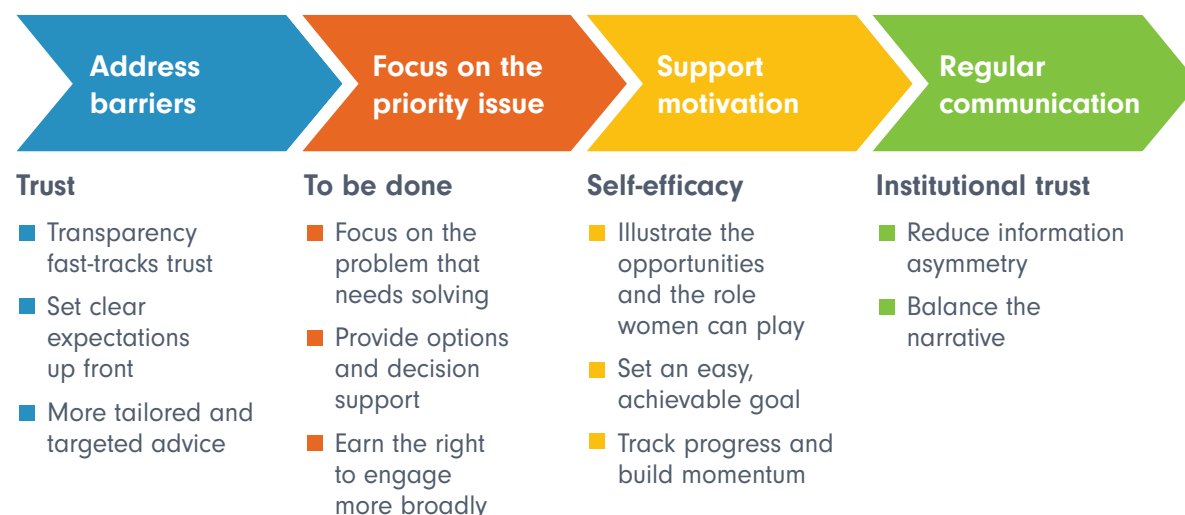 Address
barriers
Focus on the
priority issue
Support
motivation
Regular
communication
Trust
Transparency
fast-tracks trust
Set clear
expectations
up front
More tailored and
targeted advice
To be done
Focus on the
problem that
needs solving
Provide options
and decision
support
Earn the right
to engage
more broadly
Self-efficacy
Illustrate the
opportunities
and the role
women can play
Set an easy,
achievable goal
Track progress and
build momentum
Institutional trust
Reduce information
asymmetry
Balance the
narrative